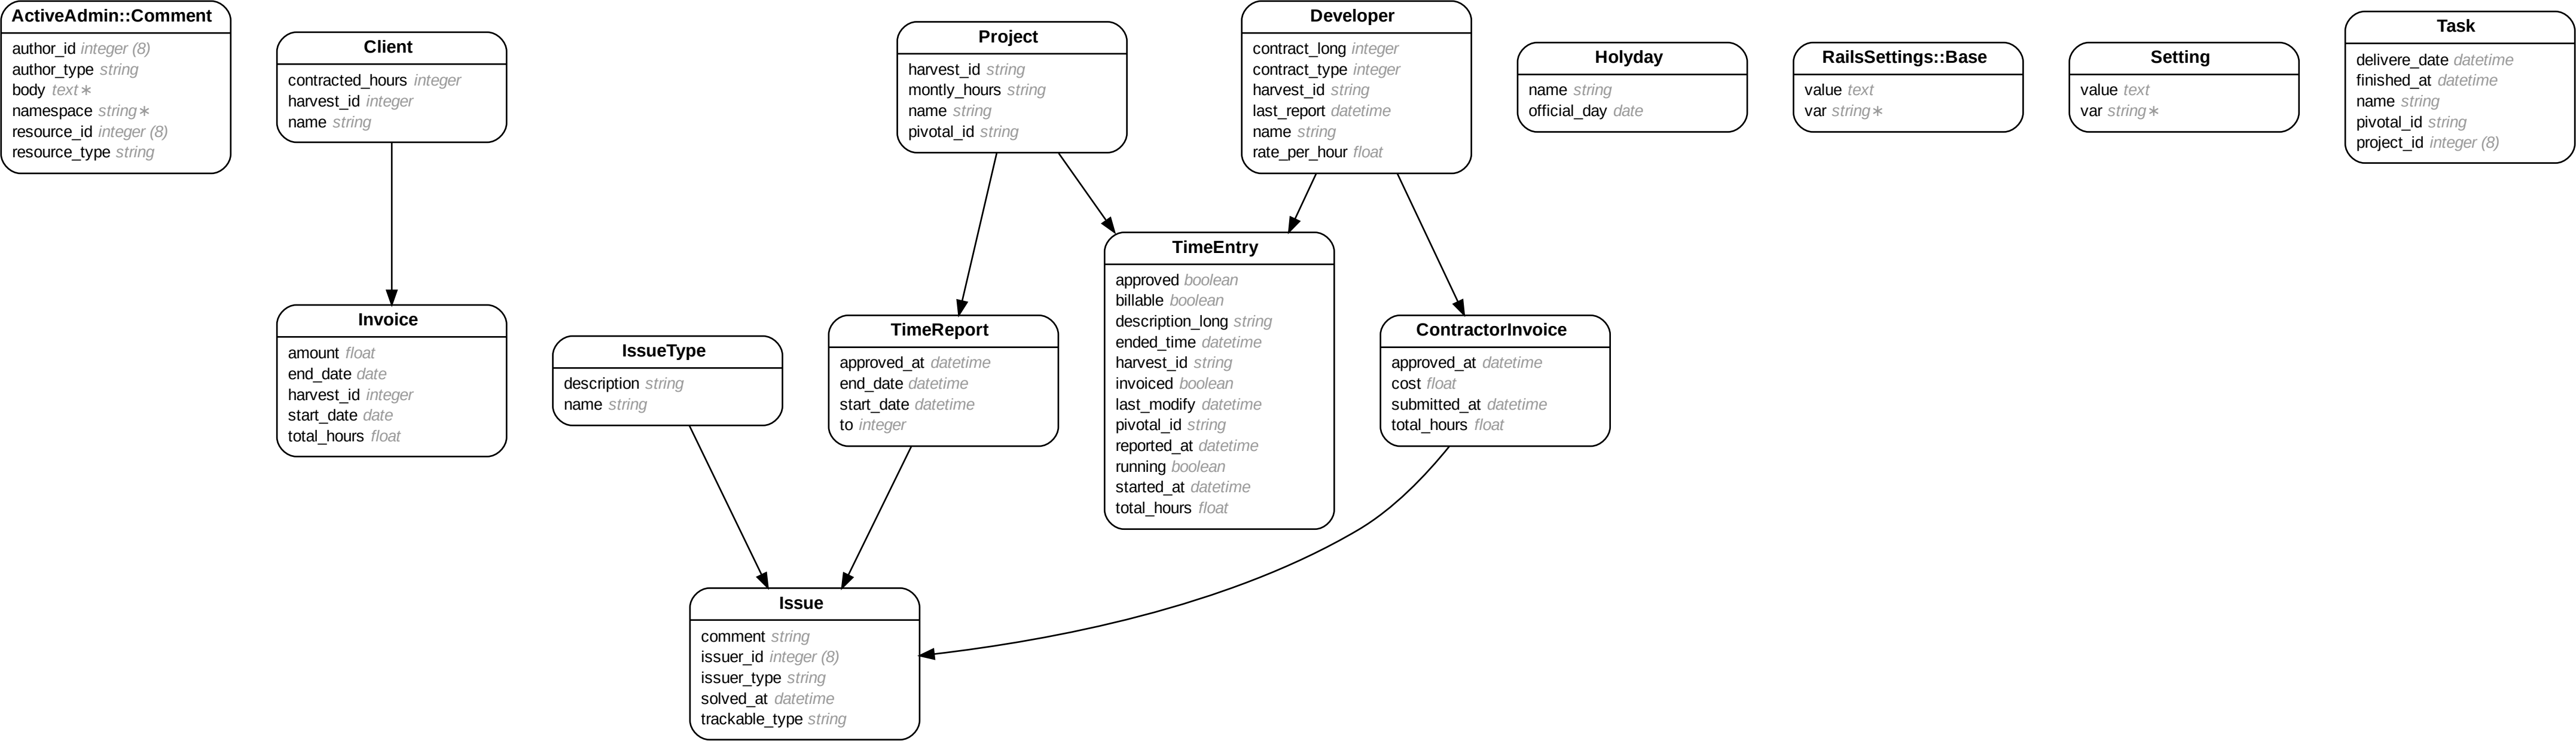 ActiveAdmin::Comment
author_id integer (8)
author_type string
body text∗
namespace string∗
resource_id integer (8)
resource_type string
Client
contracted_hours integer
harvest_id integer
name string
Project
harvest_id string
montly_hours string
name string
pivotal_id string
Developer
contract_long integer
contract_type integer
harvest_id string
last_report datetime
name string
rate_per_hour float
Holyday
name string
official_day date
RailsSettings::Base
value text
var string∗
Setting
value text
var string∗
Task
delivere_date datetime
finished_at datetime
name string
pivotal_id string
project_id integer (8)
Invoice
amount float
end_date date
harvest_id integer
start_date date
total_hours float
IssueType
description string
name string
TimeReport
approved_at datetime
end_date datetime
start_date datetime
to integer
TimeEntry
approved boolean
billable boolean
description_long string
ended_time datetime
harvest_id string
invoiced boolean
last_modify datetime
pivotal_id string
reported_at datetime
running boolean
started_at datetime
total_hours float
ContractorInvoice
approved_at datetime
cost float
submitted_at datetime
total_hours float
Issue
comment string
issuer_id integer (8)
issuer_type string
solved_at datetime
trackable_type string